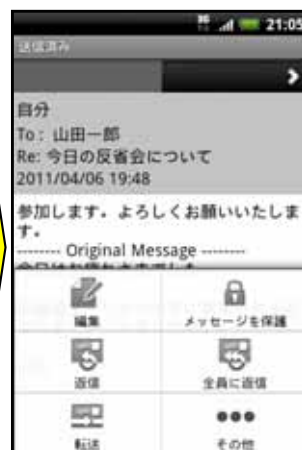 21:05
送信済み
自分
To : 山田一郎
Re: 今日の反省会について
2011/04/06 19:48
参加します。よろしくお願いいたしま
す。
-------- Original Message --------
編集
メッセージを保護
返信
全員に返信
転送
その他